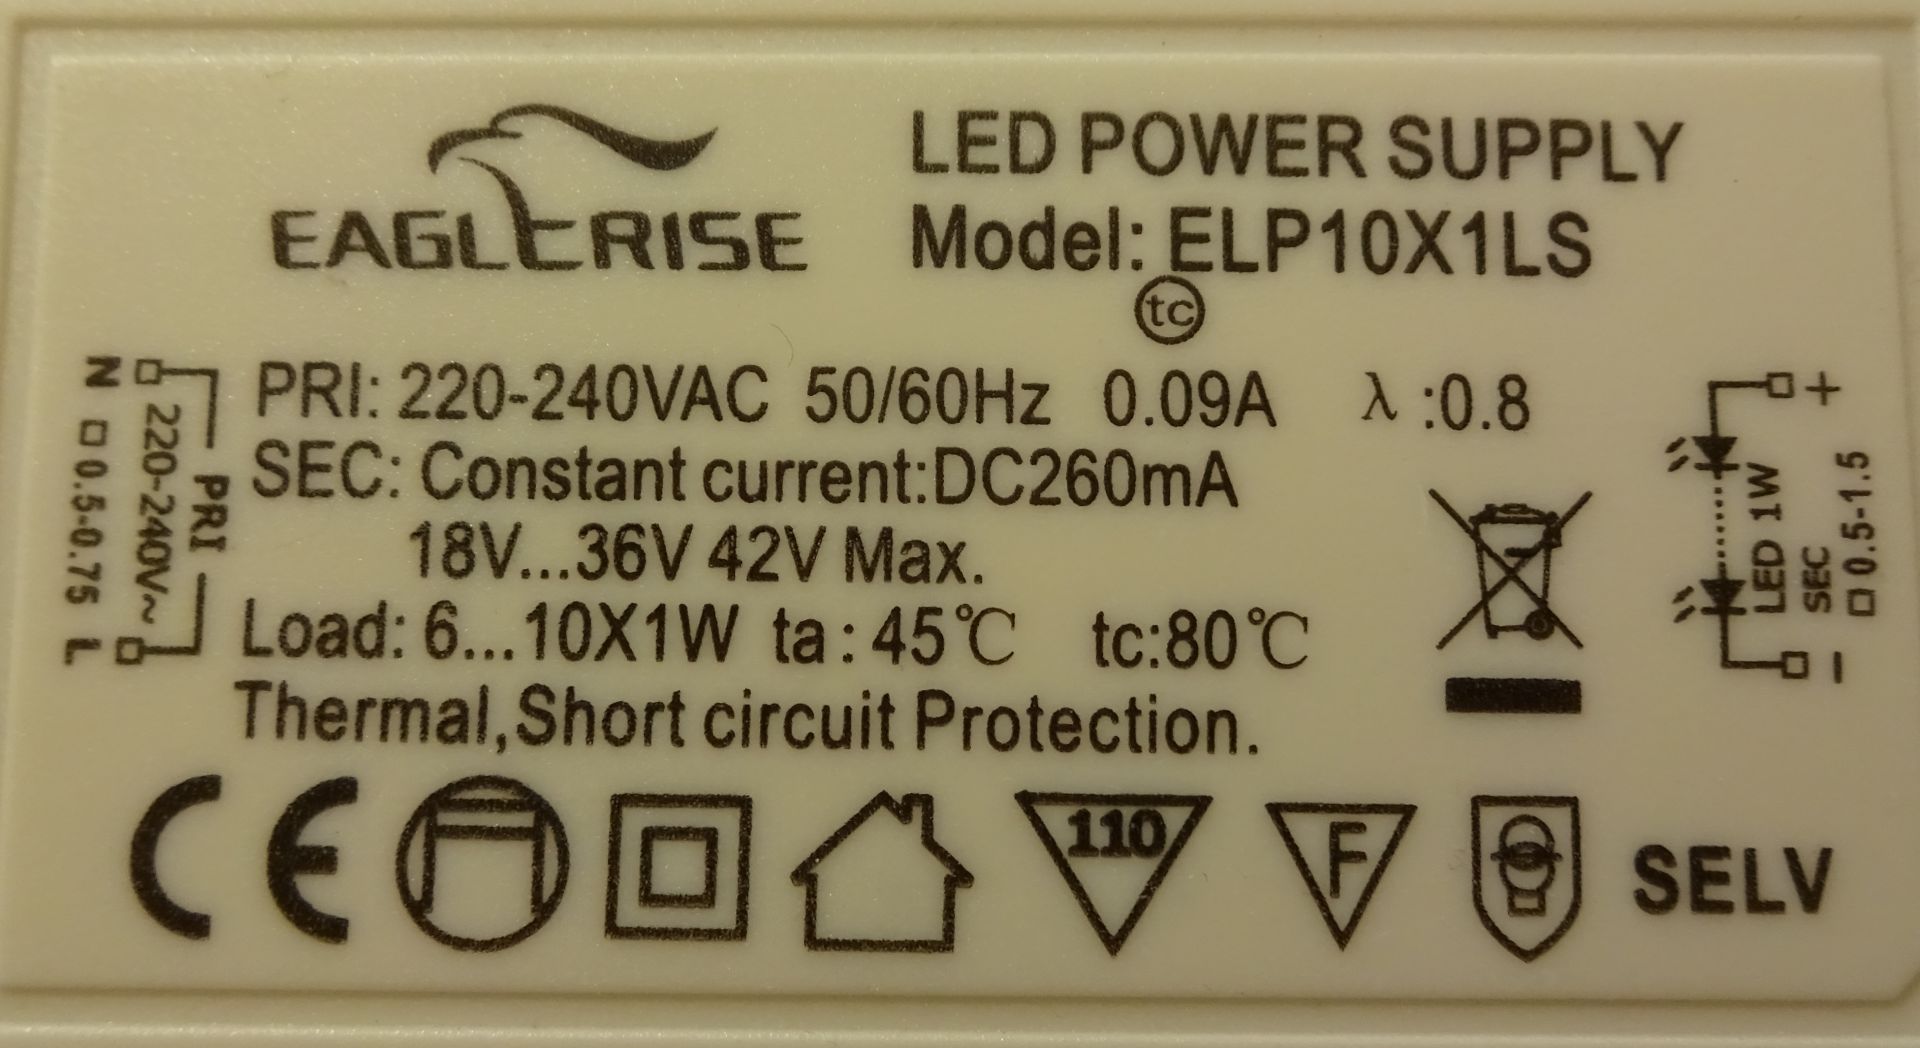 EAGLERISE
LED POWER SUPPLY
Model: ELP10X1LS
tc
PRI: 220-240VAC 50/60Hz 0.09A λ:0.8
SEC: Constant current:DC260mA
18V...36V 42V Max.
Load: 6...10X1W ta: 45℃ tc:80℃
Thermal,Short circuit Protection.
N 0.5-0.75 L
220-240V~
PRI
+ -
LED 1W
SEC
0.5-1.5
CE
110
F
SELV